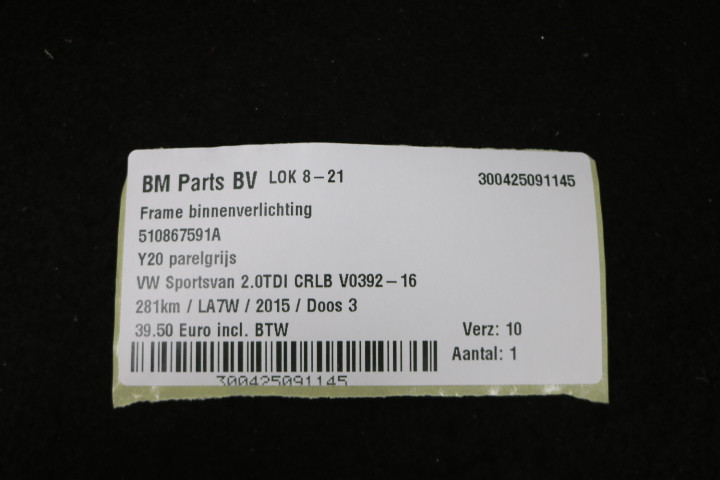 BM Parts BV LOK 8-21 300425091145
Frame binnenverlichting
510867591A
Y20 parelgrijs
VW Sportsvan 2.0TDI CRLB V0392-16
281km / LA7W / 2015 / Doos 3
39.50 Euro incl. BTW Verz: 10
Aantal: 1
300425091145